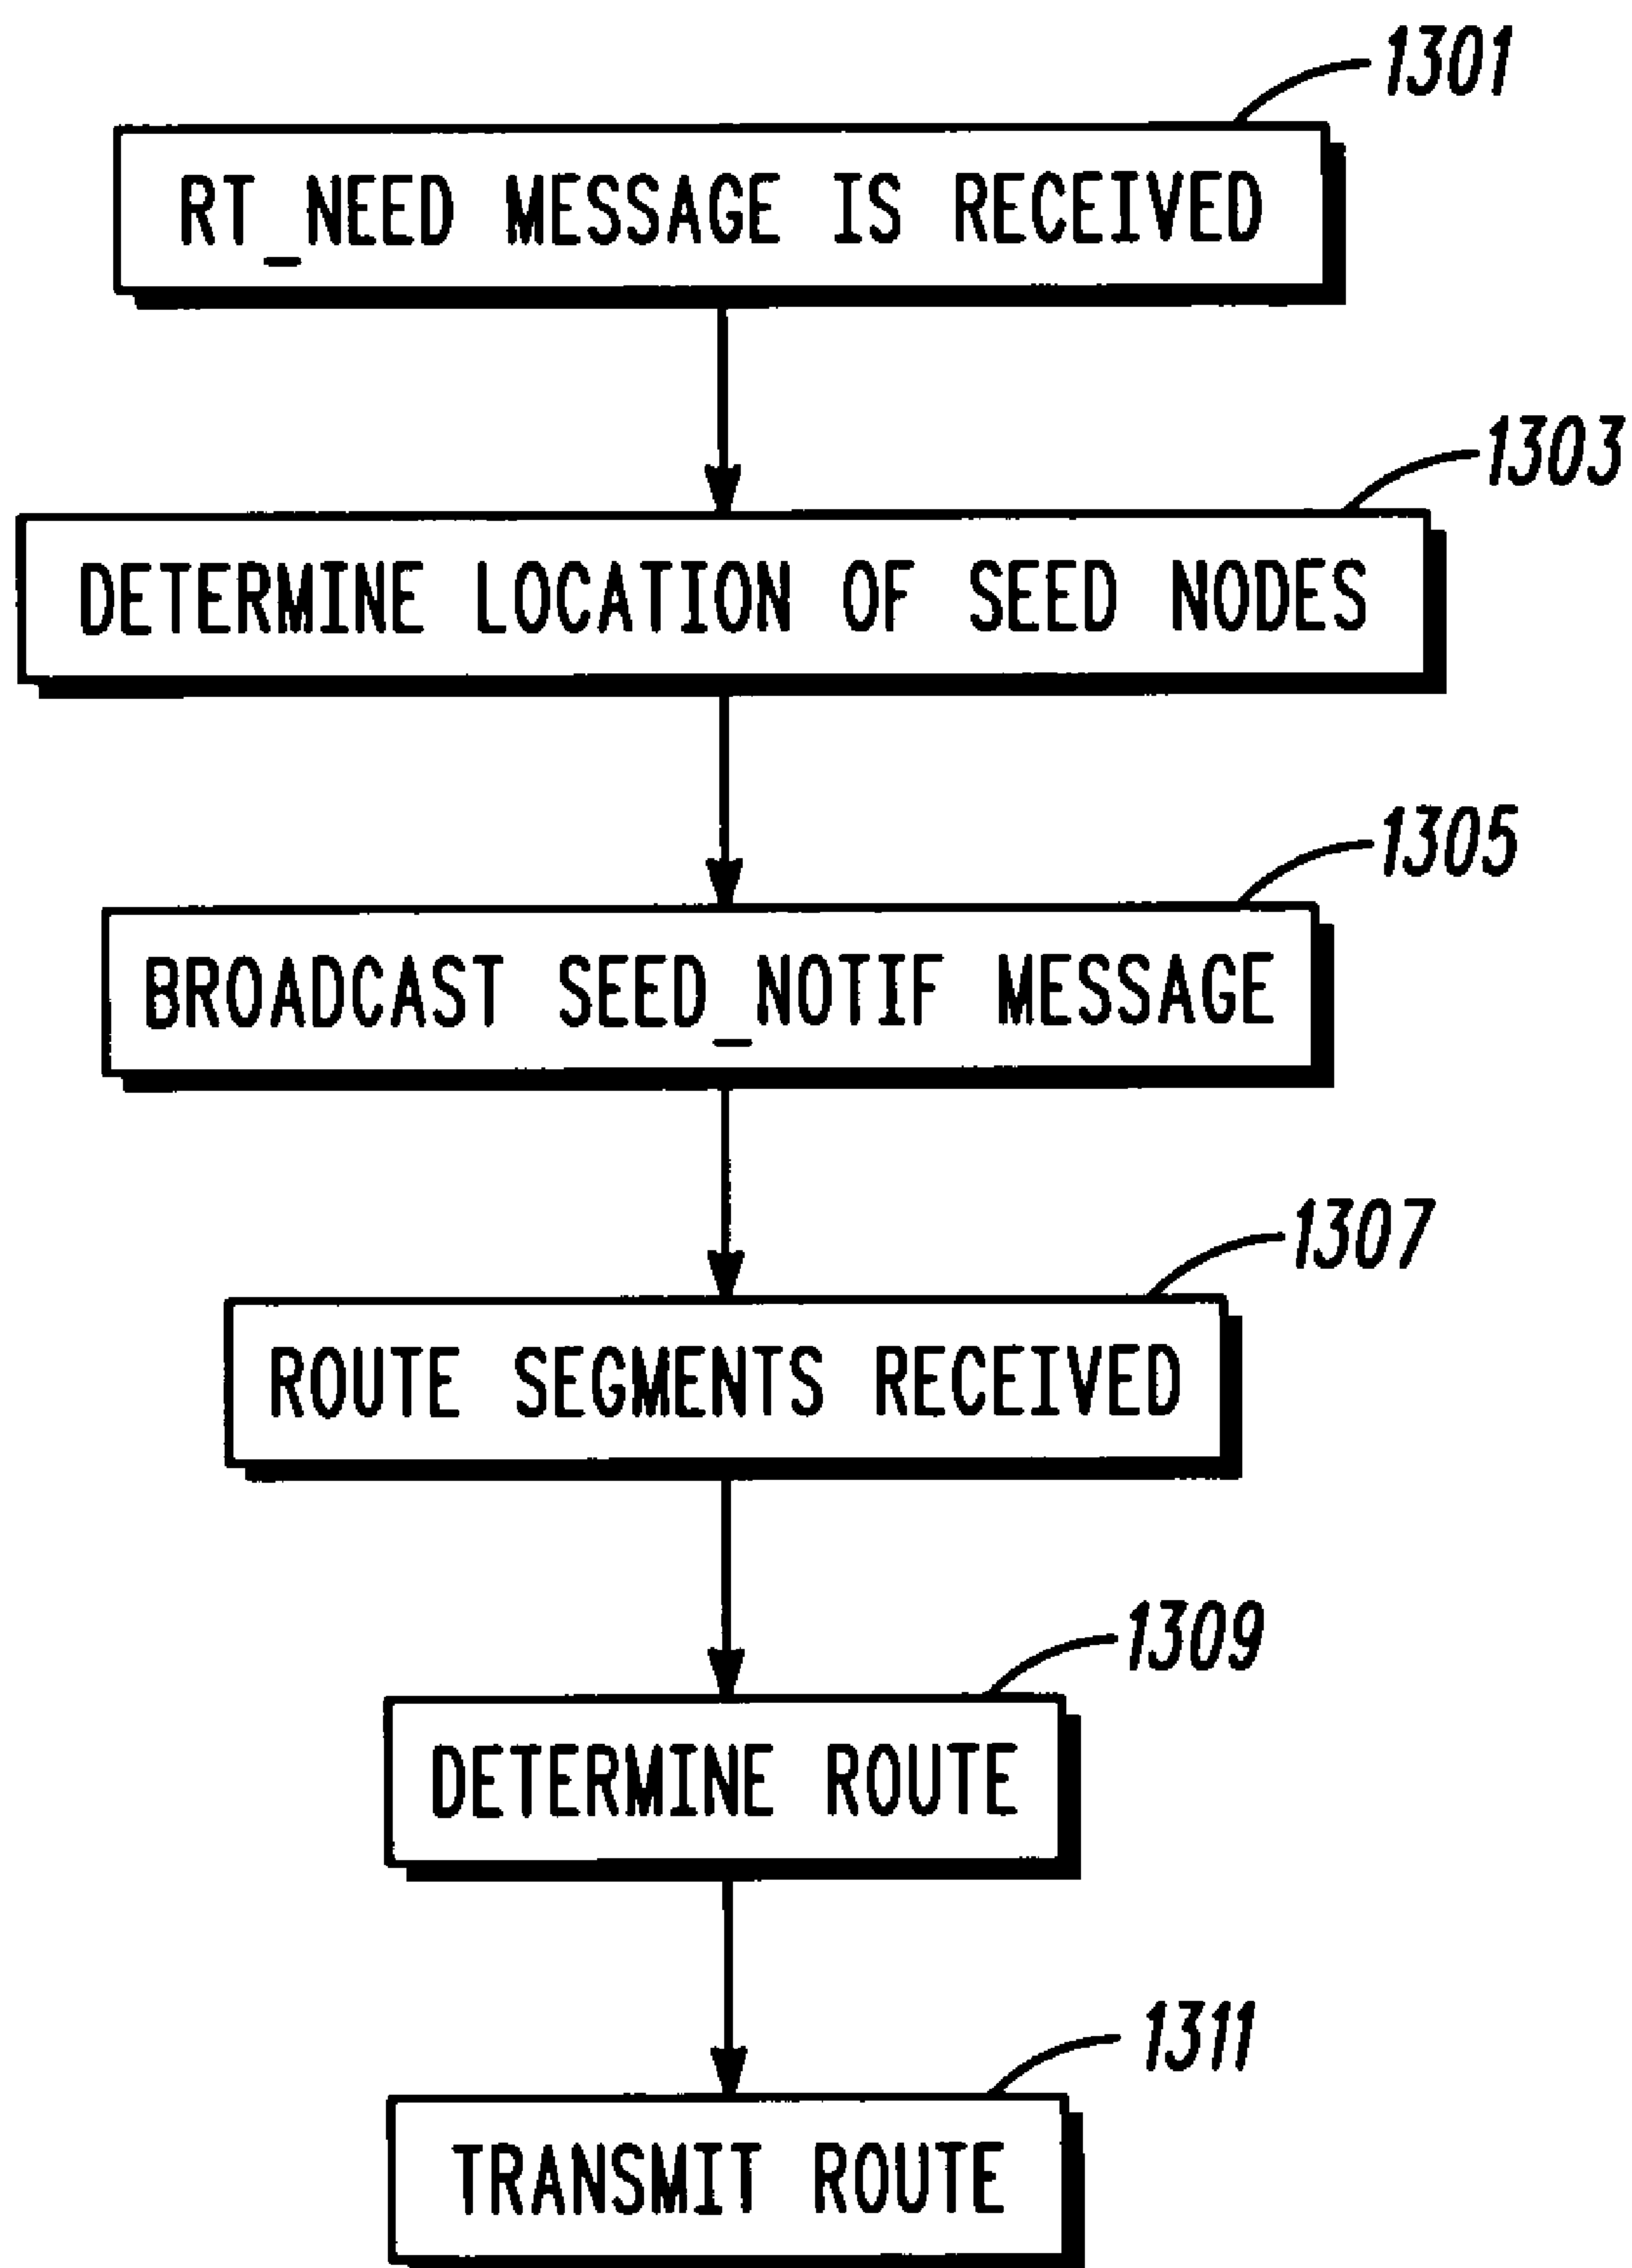 1301
RT_NEED MESSAGE IS RECEIVED
1303
DETERMINE LOCATION OF SEED NODES
1305
BROADCAST SEED_NOTIF MESSAGE
1307
ROUTE SEGMENTS RECEIVED
1309
DETERMINE ROUTE
1311
TRANSMIT ROUTE